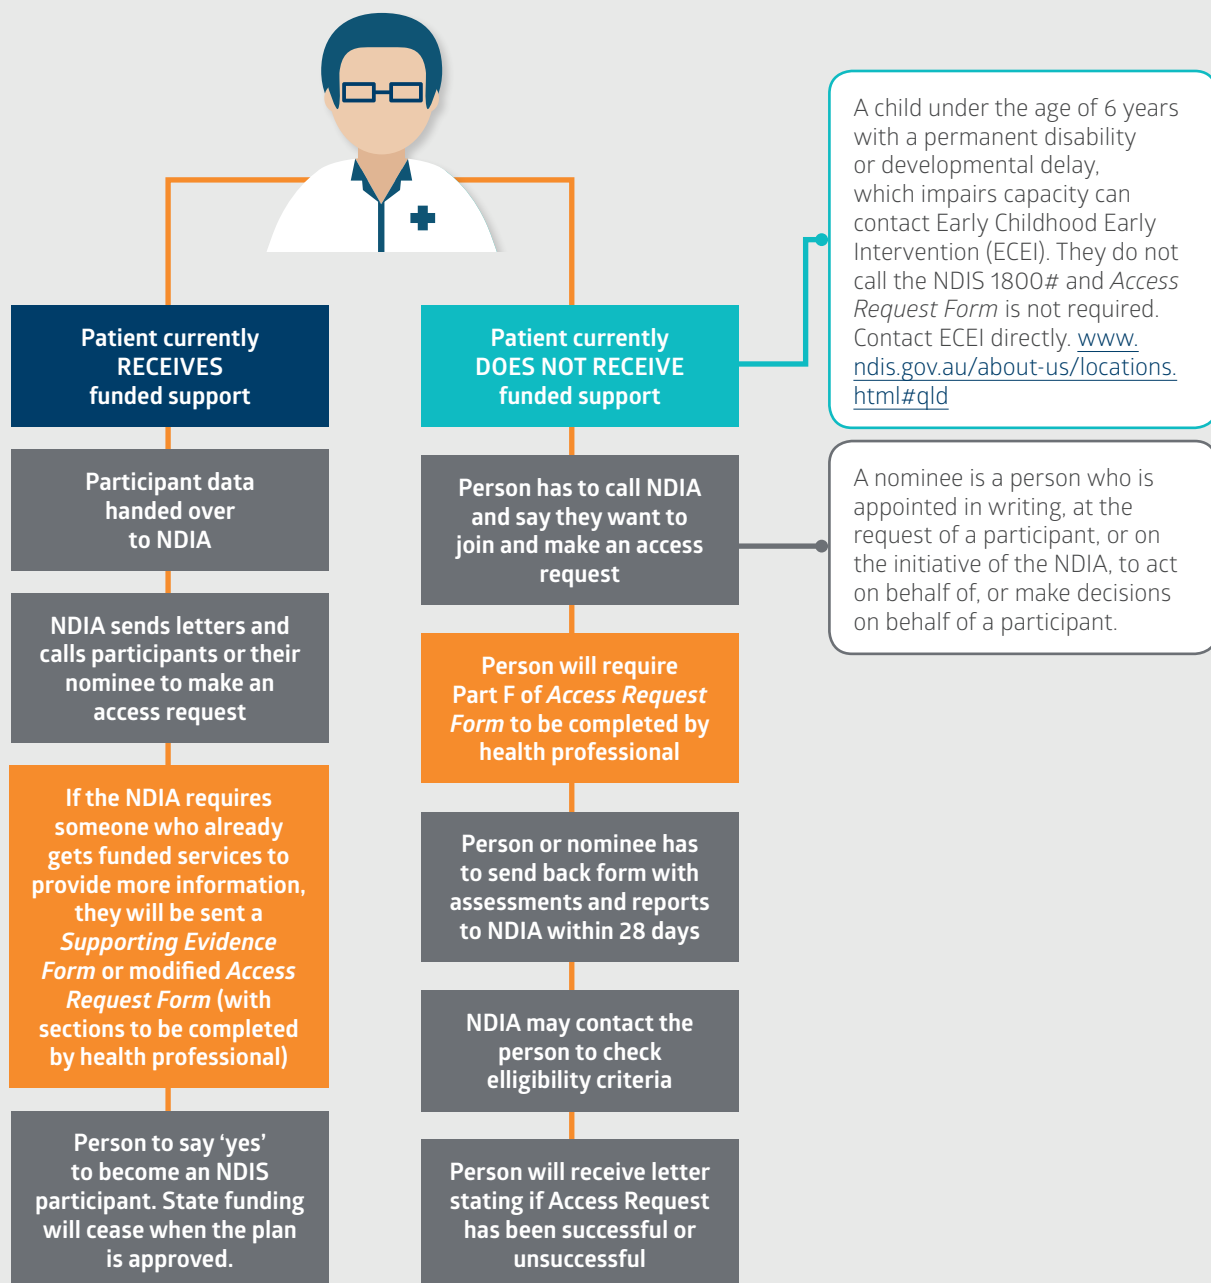 Patient currently
RECEIVES
funded support
Participant data
handed over
to NDIA
NDIA sends letters and
calls participants or their
nominee to make an
access request
If the NDIA requires
someone who already
gets funded services to
provide more information,
they will be sent a
Supporting Evidence
Form or modified Access
Request Form (with
sections to be completed
by health professional)
Person to say ‘yes’
to become an NDIS
participant. State funding
will cease when the plan
is approved.
Patient currently
DOES NOT RECEIVE
funded support
Person has to call NDIA
and say they want to
join and make an access
request
Person will require
Part F of Access Request
Form to be completed by
health professional
Person or nominee has
to send back form with
assessments and reports
to NDIA within 28 days
NDIA may contact the
person to check
elligibility criteria
Person will receive letter
stating if Access Request
has been successful or
unsuccessful
A child under the age of 6 years
with a permanent disability
or developmental delay,
which impairs capacity can
contact Early Childhood Early
Intervention (ECEI). They do not
call the NDIS 1800# and Access
Request Form is not required.
Contact ECEI directly. www.
ndis.gov.au/about-us/locations.
html#qld
A nominee is a person who is
appointed in writing, at the
request of a participant, or on
the initiative of the NDIA, to act
on behalf of, or make decisions
on behalf of a participant.